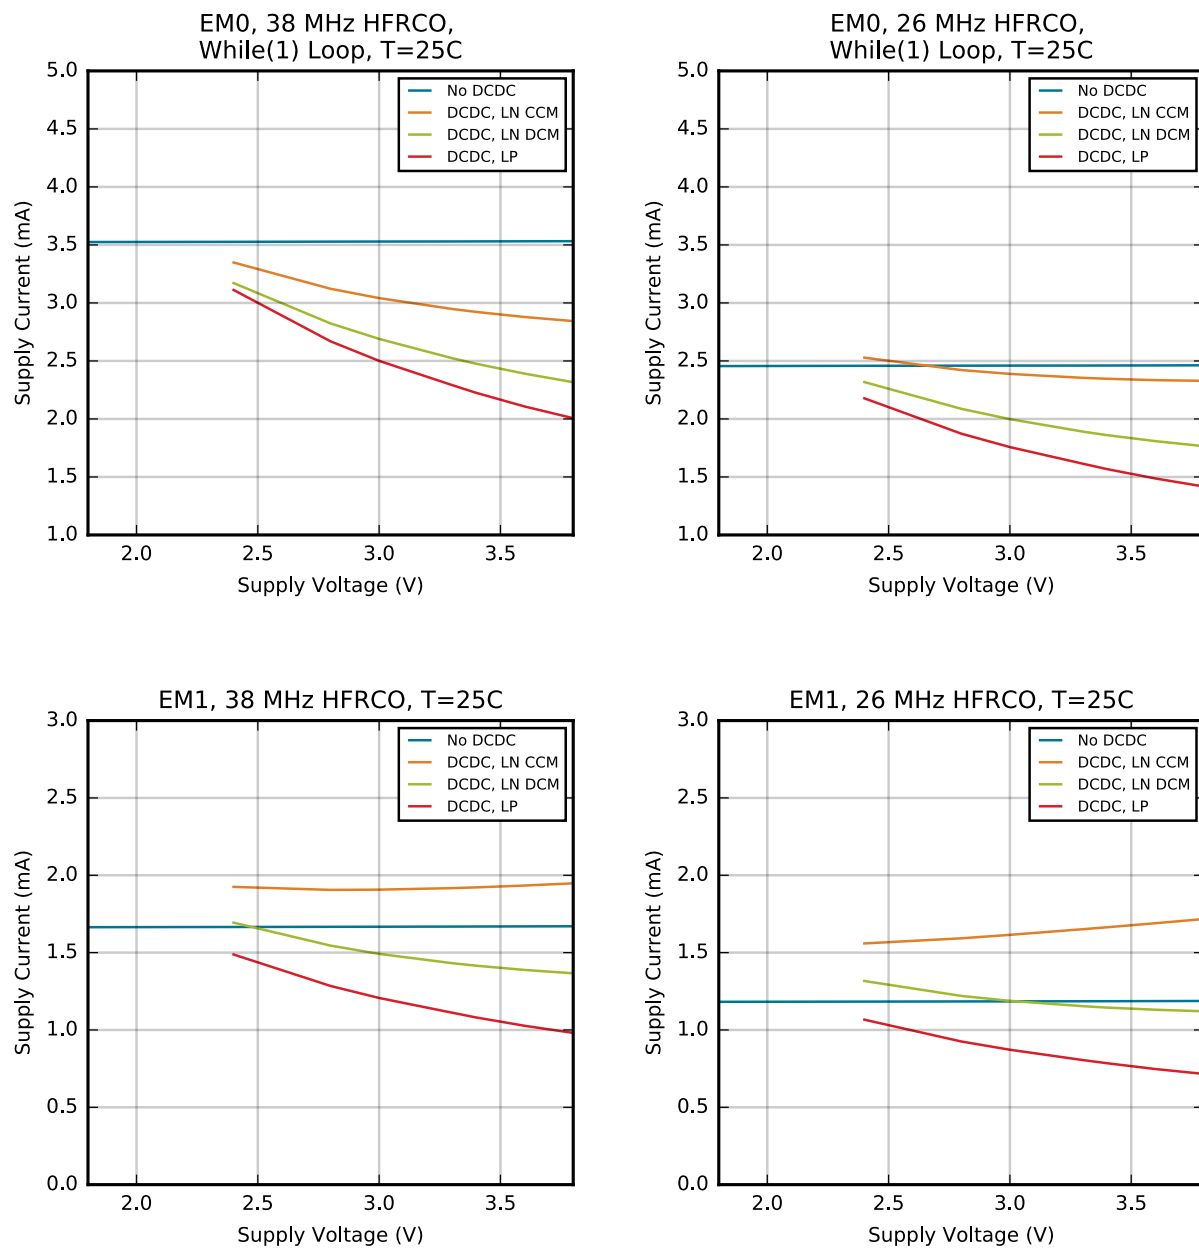 EM0, 38 MHz HFRCO,
While(1) Loop, T=25C
5.0
4.5
4.0
3.5
3.0
2.5
2.0
1.5
1.0
Supply Current (mA)
No DCDC
DCDC, LN CCM
DCDC, LN DCM
DCDC, LP
2.0 2.5 3.0 3.5
Supply Voltage (V)
EM0, 26 MHz HFRCO,
While(1) Loop, T=25C
5.0
4.5
4.0
3.5
3.0
2.5
2.0
1.5
1.0
Supply Current (mA)
No DCDC
DCDC, LN CCM
DCDC, LN DCM
DCDC, LP
2.0 2.5 3.0 3.5
Supply Voltage (V)
EM1, 38 MHz HFRCO, T=25C
3.0
2.5
2.0
1.5
1.0
0.5
0.0
Supply Current (mA)
No DCDC
DCDC, LN CCM
DCDC, LN DCM
DCDC, LP
2.0 2.5 3.0 3.5
Supply Voltage (V)
EM1, 26 MHz HFRCO, T=25C
3.0
2.5
2.0
1.5
1.0
0.5
0.0
Supply Current (mA)
No DCDC
DCDC, LN CCM
DCDC, LN DCM
DCDC, LP
2.0 2.5 3.0 3.5
Supply Voltage (V)